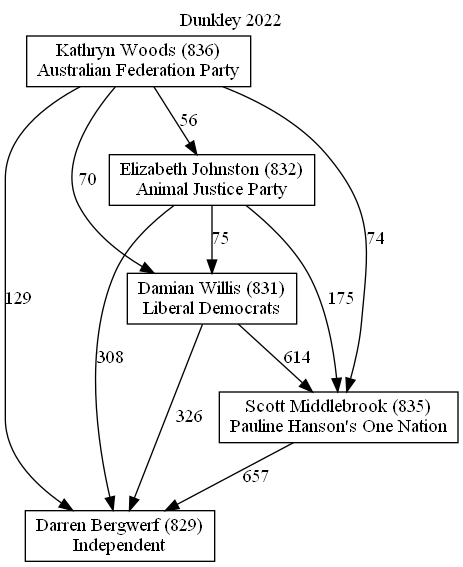 Dunkley 2022
Kathryn Woods (836)
Australian Federation Party
56
Elizabeth Johnston (832)
Animal Justice Party
70
75
74
Damian Willis (831)
Liberal Democrats
129
308
175
614
326
Scott Middlebrook (835)
Pauline Hanson's One Nation
657
Darren Bergwerf (829)
Independent